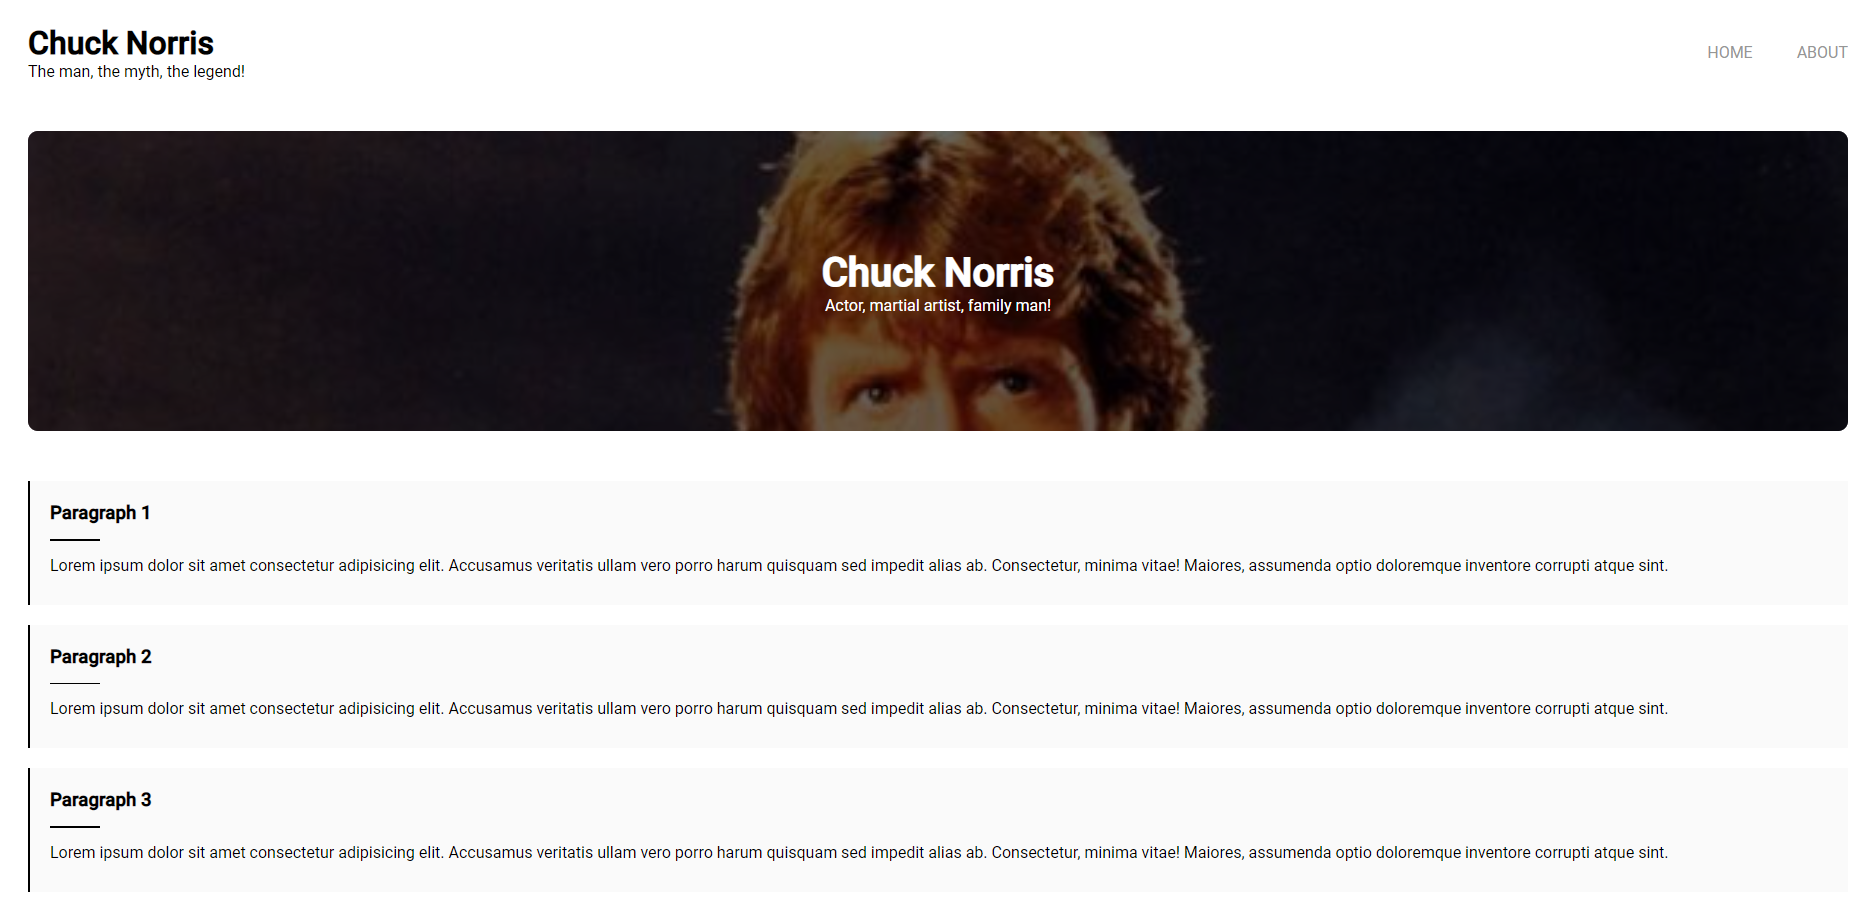 Chuck Norris
The man, the myth, the legend!
HOME ABOUT
Chuck Norris
Actor, martial artist, family man!
Paragraph 1
Lorem ipsum dolor sit amet consectetur adipisicing elit. Accusamus veritatis ullam vero porro harum quisquam sed impedit alias ab. Consectetur, minima vitae! Maiores, assumenda optio doloremque inventore corrupti atque sint.
Paragraph 2
Lorem ipsum dolor sit amet consectetur adipisicing elit. Accusamus veritatis ullam vero porro harum quisquam sed impedit alias ab. Consectetur, minima vitae! Maiores, assumenda optio doloremque inventore corrupti atque sint.
Paragraph 3
Lorem ipsum dolor sit amet consectetur adipisicing elit. Accusamus veritatis ullam vero porro harum quisquam sed impedit alias ab. Consectetur, minima vitae! Maiores, assumenda optio doloremque inventore corrupti atque sint.